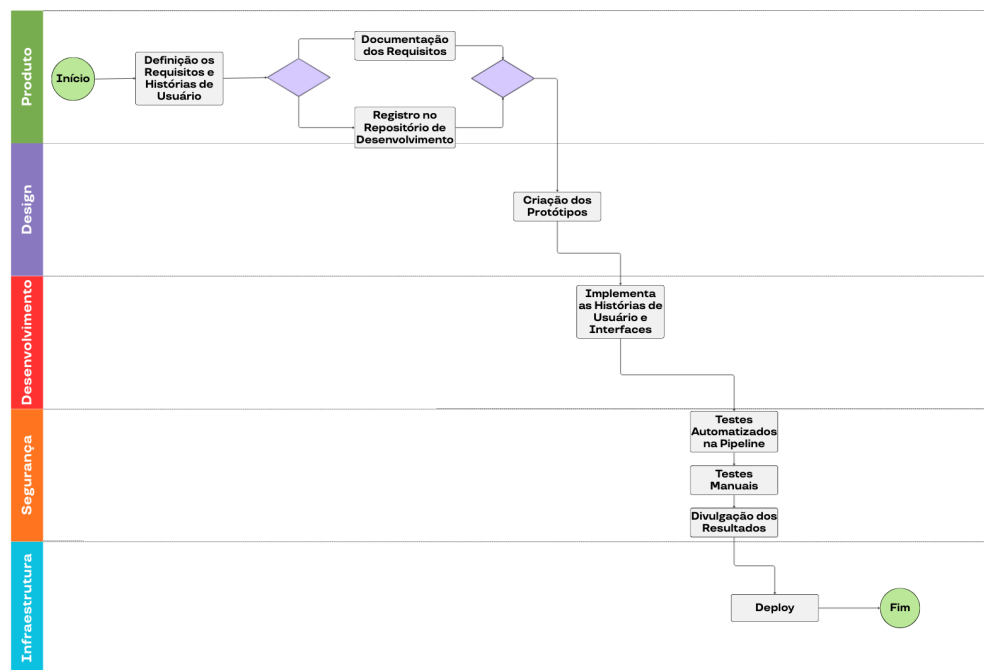 Produto
Início
Definição os
Requisitos e
Histórias de
Usuário
Documentação
dos Requisitos
Registro no
Repositório de
Desenvolvimento
Design
Criação dos
Protótipos
Desenvolvimento
Implementa
as Histórias de
Usuário e
Interfaces
Segurança
Testes
Automatizados
na Pipeline
Testes
Manuais
Divulgação dos
Resultados
Infraestrutura
Deploy
Fim